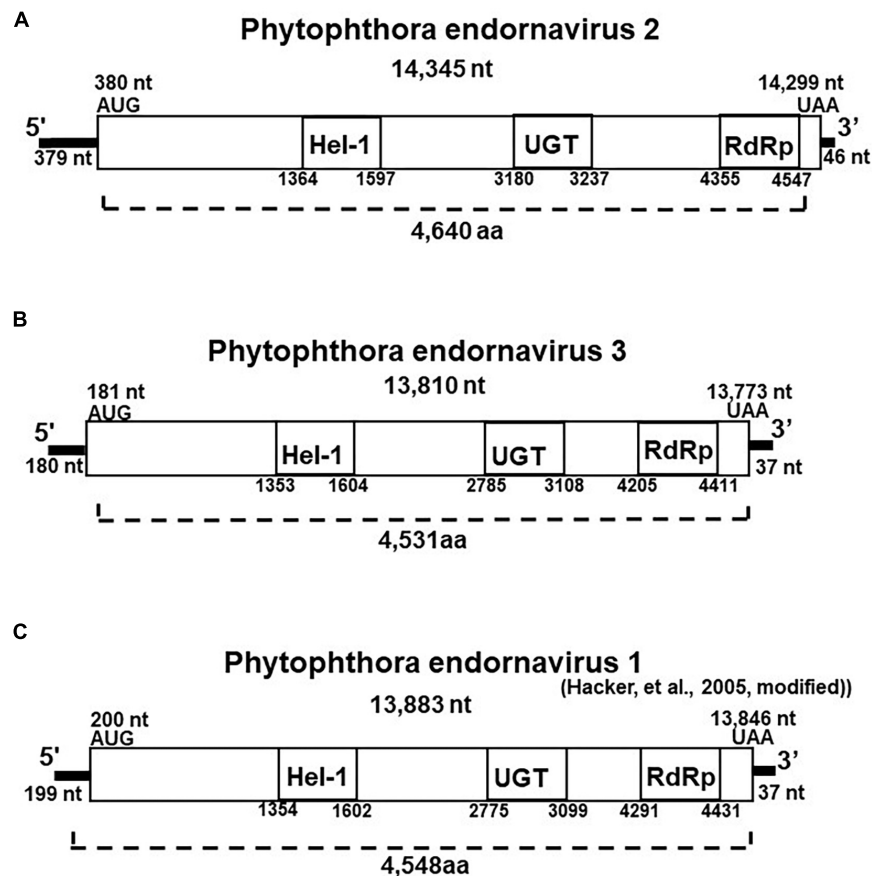 A
Phytophthora endornavirus 2
14,345 nt
380 nt 14,299 nt
AUG UAA
5' Hel-1 UGT RdRp 3’
379 nt 46 nt
1364 1597 3180 3237 4355 4547
4,640 aa
B
Phytophthora endornavirus 3
13,810 nt
181 nt 13,773 nt
AUG UAA
5' Hel-1 UGT RdRp 3’
180 nt 37 nt
1353 1604 2785 3108 4205 4411
4,531aa
C
Phytophthora endornavirus 1
(Hacker, et al., 2005, modified))
13,883 nt
200 nt 13,846 nt
AUG UAA
5' Hel-1 UGT RdRp 3’
199 nt 37 nt
1354 1602 2775 3099 4291 4431
4,548aa